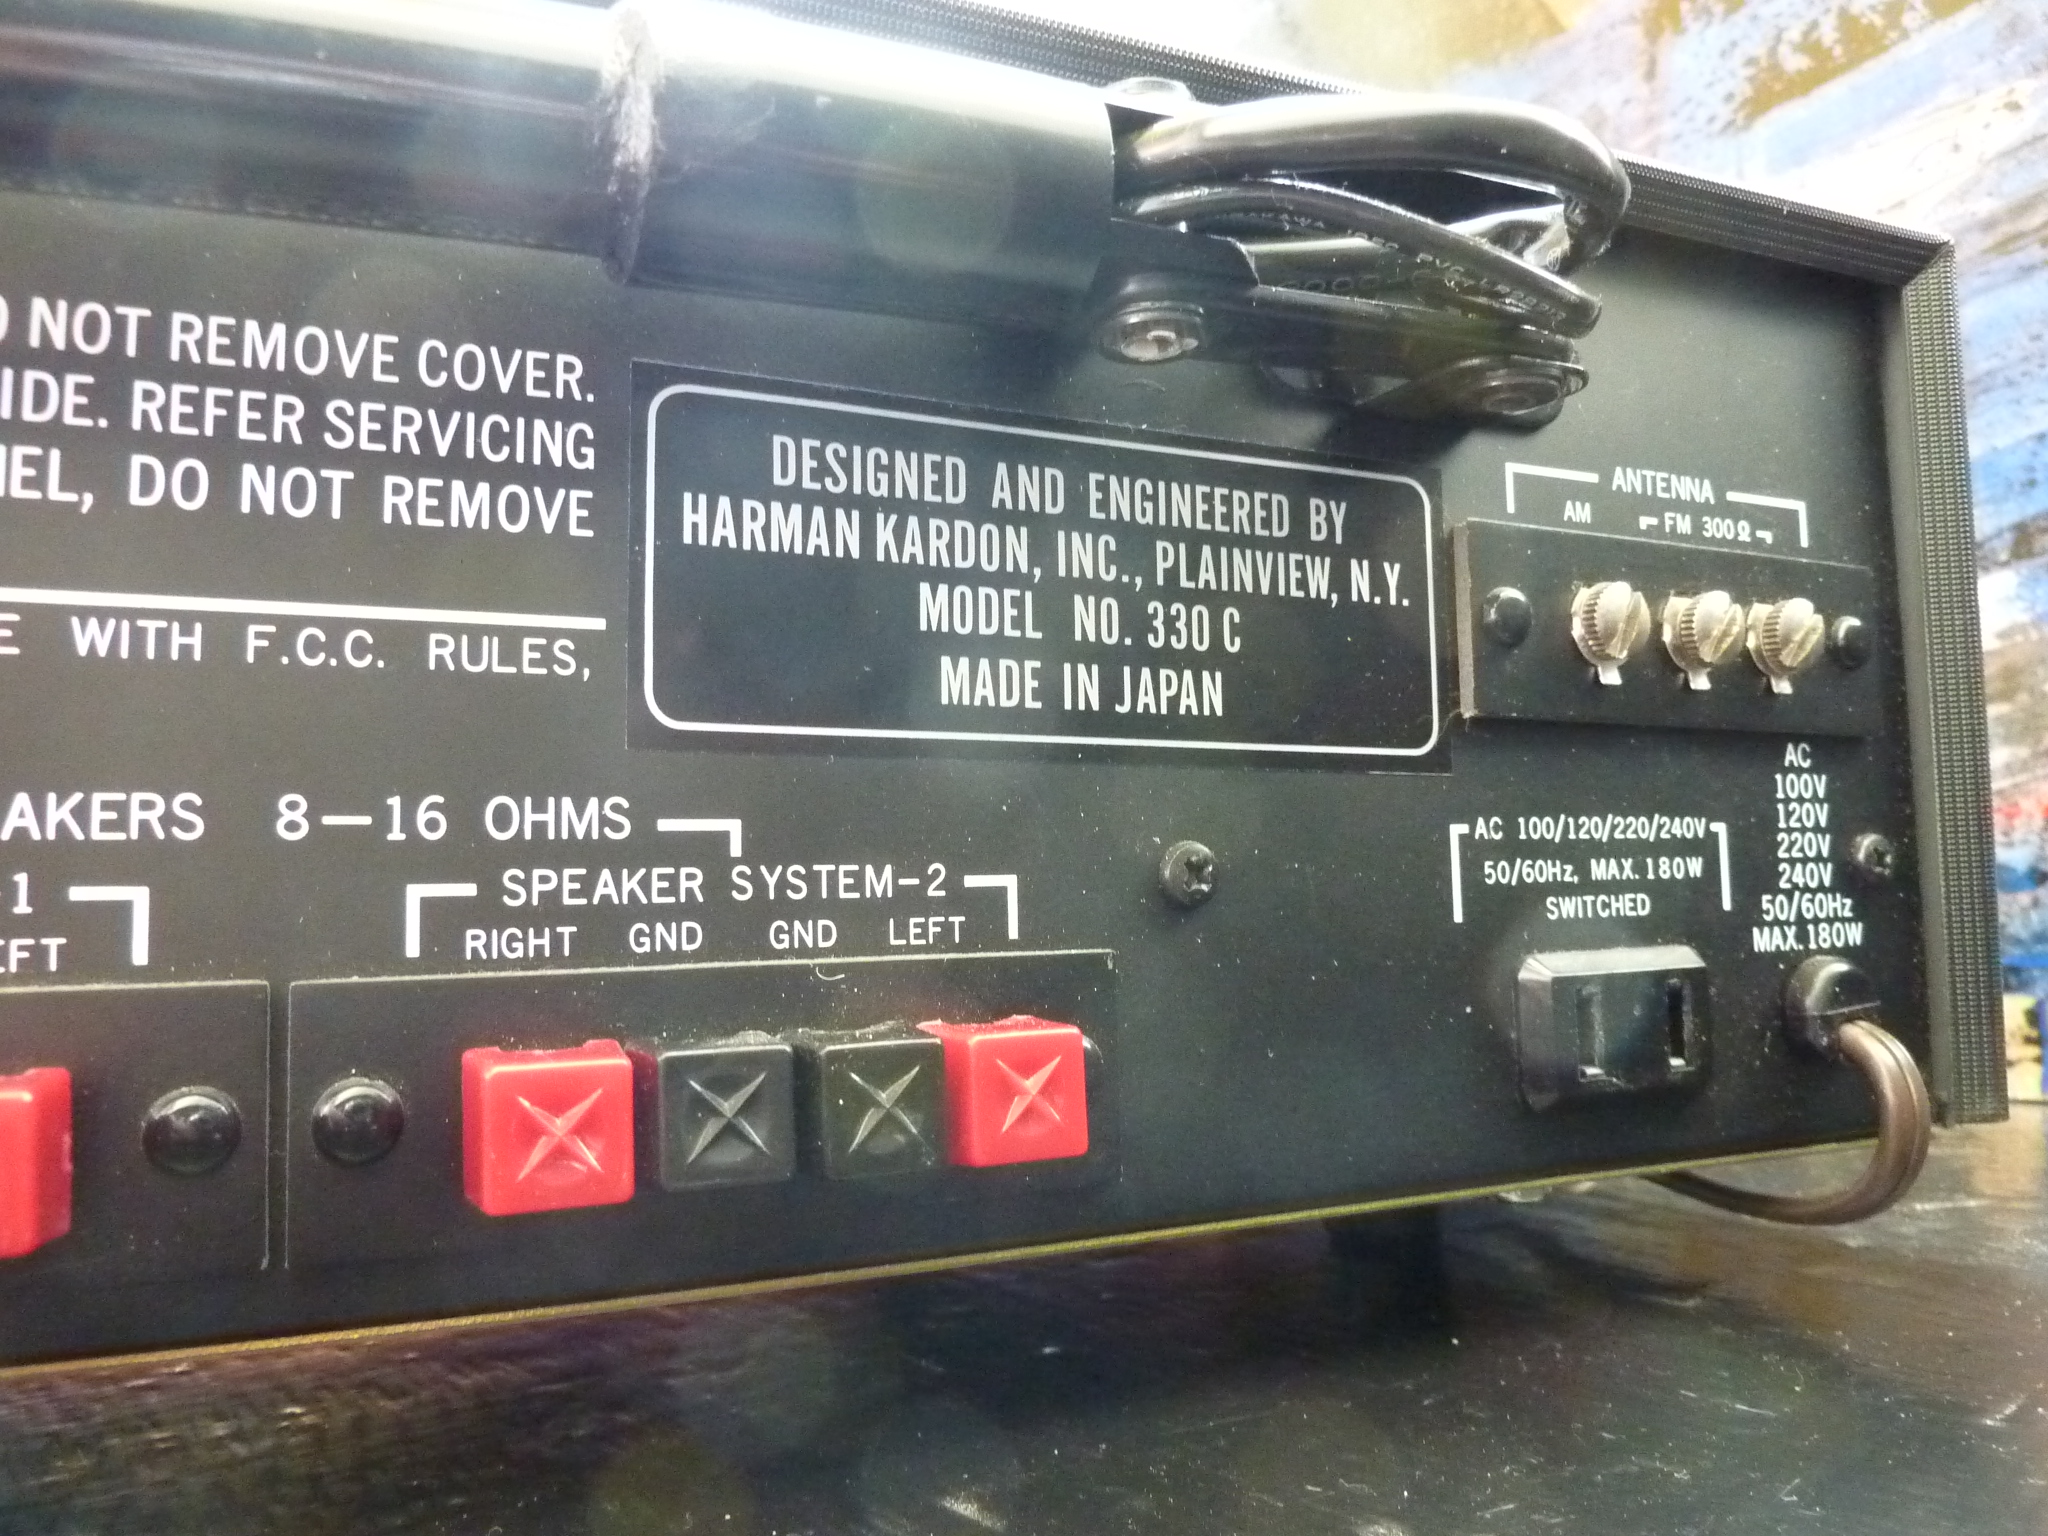 NOT REMOVE COVER.
IDE. REFER SERVICING
NEL, DO NOT REMOVE
E WITH F.C.C. RULES,
DESIGNED AND ENGINEERED BY
HARMAN KARDON, INC., PLAINVIEW, N.Y.
MODEL NO. 330 C
MADE IN JAPAN
ANTENNA
AM FM 300Ω
AKERS 8-16 OHMS
-1
EFT
SPEAKER SYSTEM-2
RIGHT GND GND LEFT
AC 100/120/220/240V
50/60Hz, MAX. 180W
SWITCHED
AC
100V
120V
220V
240V
50/60Hz
MAX. 180W